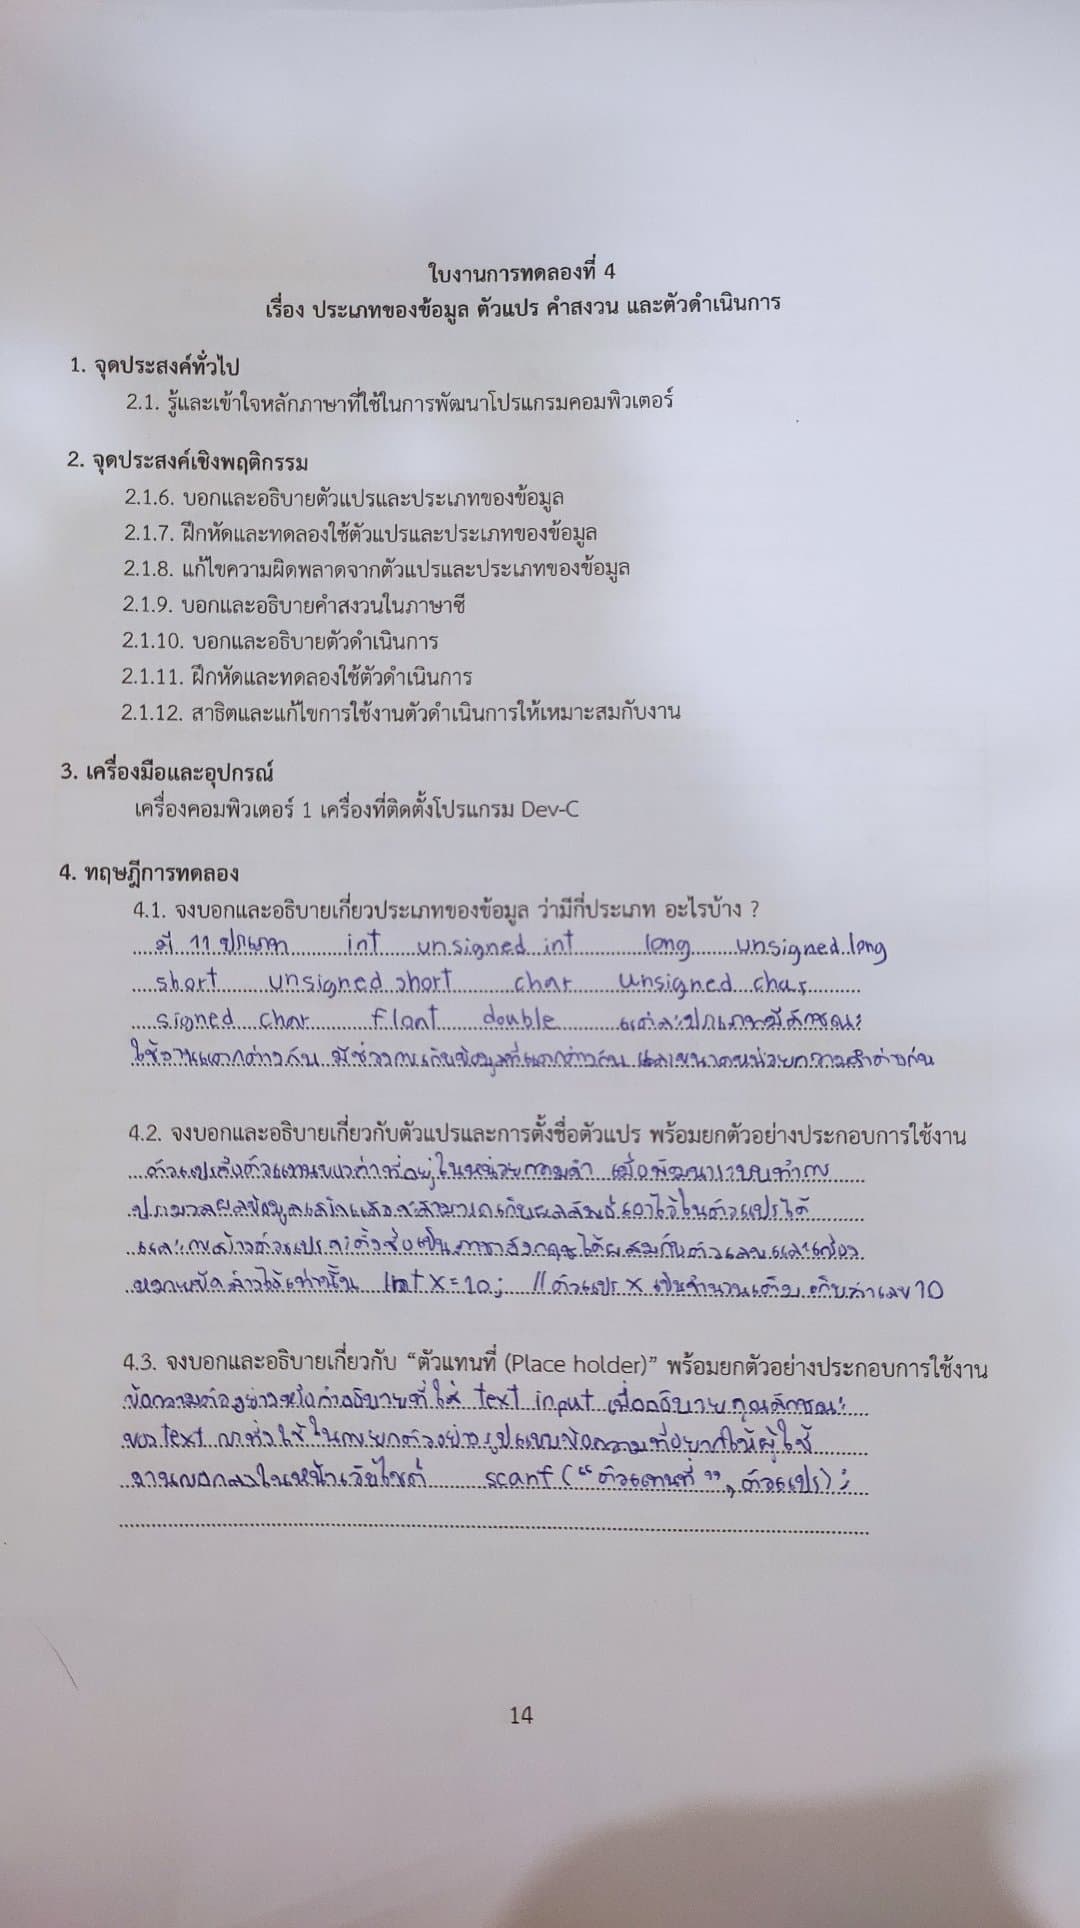 ใบงานการทดลองที่ 4
เรื่อง ประเภทของข้อมูล ตัวแปร คำสงวน และตัวดำเนินการ
1. จุดประสงค์ทั่วไป
2.1. รู้และเข้าใจหลักภาษาที่ใช้ในการพัฒนาโปรแกรมคอมพิวเตอร์
2. จุดประสงค์เชิงพฤติกรรม
2.1.6. บอกและอธิบายตัวแปรและประเภทของข้อมูล
2.1.7. ฝึกหัดและทดลองใช้ตัวแปรและประเภทของข้อมูล
2.1.8. แก้ไขความผิดพลาดจากตัวแปรและประเภทของข้อมูล
2.1.9. บอกและอธิบายคำสงวนในภาษาซี
2.1.10. บอกและอธิบายตัวดำเนินการ
2.1.11. ฝึกหัดและทดลองใช้ตัวดำเนินการ
2.1.12. สาธิตและแก้ไขการใช้งานตัวดำเนินการให้เหมาะสมกับงาน
3. เครื่องมือและอุปกรณ์
เครื่องคอมพิวเตอร์ 1 เครื่องที่ติดตั้งโปรแกรม Dev-C
4. ทฤษฎีการทดลอง
4.1. จงบอกและอธิบายเกี่ยวประเภทของข้อมูล ว่ามีกี่ประเภท อะไรบ้าง ?
มี 11 ประเภท int unsigned int long unsigned long
short unsigned short char unsigned char
signed char float double แต่ละประเภทมีลักษณะ
ใช้งานแตกต่างกัน มีช่วงการเก็บข้อมูลที่แตกต่างกัน และขนาดหน่วยความจำต่างกัน
4.2. จงบอกและอธิบายเกี่ยวกับตัวแปรและการตั้งชื่อตัวแปร พร้อมยกตัวอย่างประกอบการใช้งาน
ตัวแปรคือตัวแทนของค่าที่อยู่ในหน่วยความจำ เมื่อพัฒนาระบบทำการ
ประมวลผลข้อมูลเสร็จแล้วจะสามารถเก็บผลลัพธ์เอาไว้ในตัวแปรได้
และการสร้างตัวแปร จะตั้งชื่อเป็นภาษาอังกฤษได้ผสมกับตัวเลขและเครื่อง
หมายขีดล่างได้เท่านั้น int x = 10; // ตัวแปร x เป็นจำนวนเต็ม เก็บค่าเลข 10
4.3. จงบอกและอธิบายเกี่ยวกับ “ตัวแทนที่ (Place holder)” พร้อมยกตัวอย่างประกอบการใช้งาน
ข้อความตัวอย่างหรือคำอธิบายที่ใส่ text input เพื่ออธิบายคุณลักษณะ
ของ text มักใช้ในการยกตัวอย่างรูปแบบข้อความที่อยากให้ผู้ใช้
งานกรอกลงในหน้าเว็บไซต์ scanf (“ตัวแทนที่”, ตัวแปร);
14